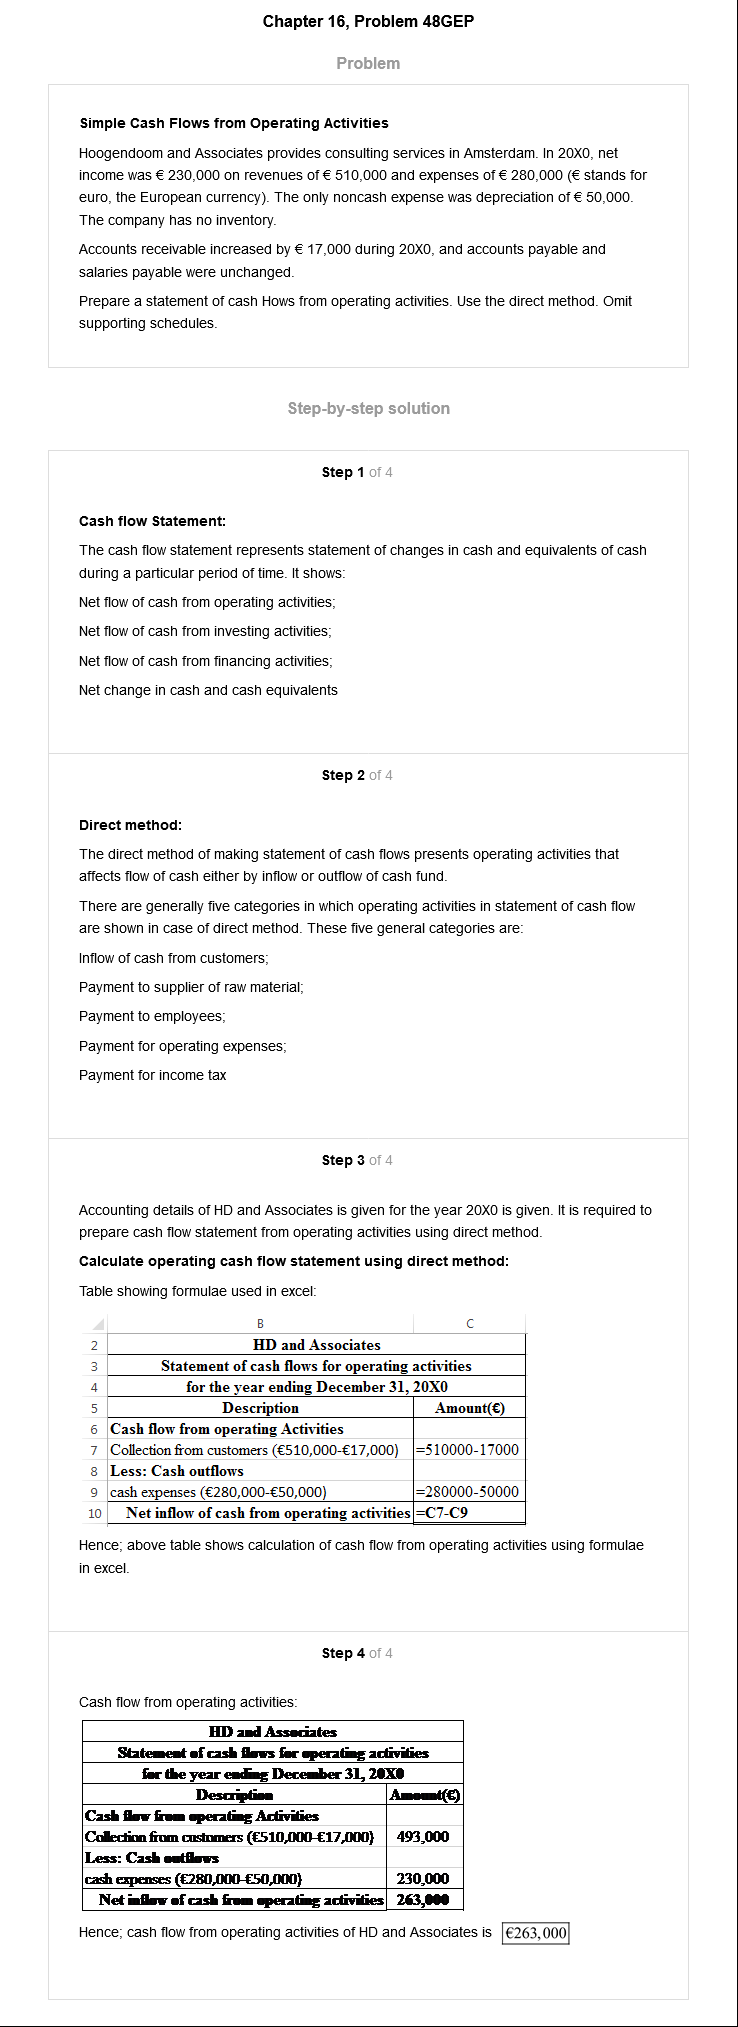 Chapter 16, Problem 48GEP
Problem
Simple Cash Flows from Operating Activities
Hoogendoom and Associates provides consulting services in Amsterdam. In 20X0, net
income was € 230,000 on revenues of € 510,000 and expenses of € 280,000 (€ stands for
euro, the European currency). The only noncash expense was depreciation of € 50,000.
The company has no inventory.
Accounts receivable increased by € 17,000 during 20X0, and accounts payable and
salaries payable were unchanged.
Prepare a statement of cash Hows from operating activities. Use the direct method. Omit
supporting schedules.
Step-by-step solution
Step 1 of 4
Cash flow Statement:
The cash flow statement represents statement of changes in cash and equivalents of cash
during a particular period of time. It shows:
Net flow of cash from operating activities;
Net flow of cash from investing activities;
Net flow of cash from financing activities;
Net change in cash and cash equivalents
Step 2 of 4
Direct method:
The direct method of making statement of cash flows presents operating activities that
affects flow of cash either by inflow or outflow of cash fund.
There are generally five categories in which operating activities in statement of cash flow
are shown in case of direct method. These five general categories are:
Inflow of cash from customers;
Payment to supplier of raw material;
Payment to employees;
Payment for operating expenses;
Payment for income tax
Step 3 of 4
Accounting details of HD and Associates is given for the year 20X0 is given. It is required to
prepare cash flow statement from operating activities using direct method.
Calculate operating cash flow statement using direct method:
Table showing formulae used in excel:
B C
2 HD and Associates
3 Statement of cash flows for operating activities
4 for the year ending December 31, 20X0
5 Description Amount(€)
6 Cash flow from operating Activities
7 Collection from customers (€510,000-€17,000) =510000-17000
8 Less: Cash outflows
9 cash expenses (€280,000-€50,000) =280000-50000
10 Net inflow of cash from operating activities =C7-C9
Hence; above table shows calculation of cash flow from operating activities using formulae
in excel.
Step 4 of 4
Cash flow from operating activities:
HD and Associates
Statement of cash flows for operating activities
for the year ending December 31, 20X0
Description Amount(€)
Cash flow from operating Activities
Collection from customers (€510,000-€17,000) 493,000
Less: Cash outflows
cash expenses (€280,000-€50,000) 230,000
Net inflow of cash from operating activities 263,000
Hence; cash flow from operating activities of HD and Associates is €263,000